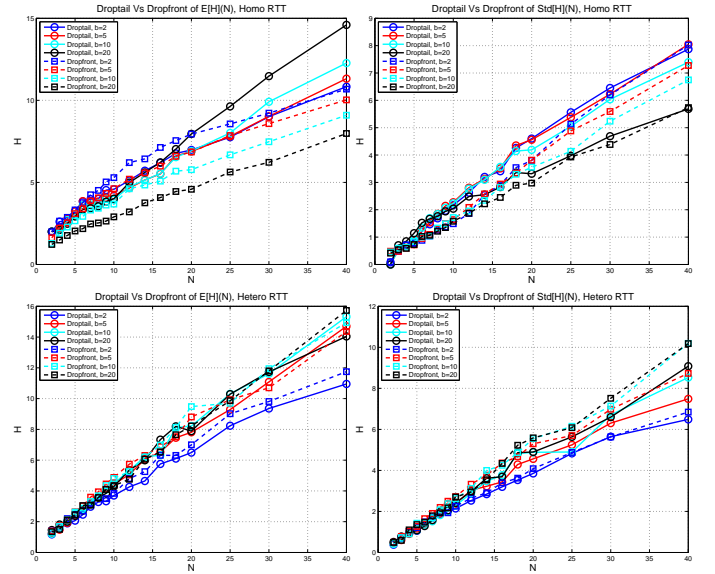 Droptail Vs Dropfront of E[H](N), Homo RTT
15
10
5
0
H
0 5 10 15 20 25 30 35 40
N
Droptail, b=2
Droptail, b=5
Droptail, b=10
Droptail, b=20
Dropfront, b=2
Dropfront, b=5
Dropfront, b=10
Dropfront, b=20
Droptail Vs Dropfront of Std[H](N), Homo RTT
9
8
7
6
5
4
3
2
1
0
H
0 5 10 15 20 25 30 35 40
N
Droptail, b=2
Droptail, b=5
Droptail, b=10
Droptail, b=20
Dropfront, b=2
Dropfront, b=5
Dropfront, b=10
Dropfront, b=20
Droptail Vs Dropfront of E[H](N), Hetero RTT
16
14
12
10
8
6
4
2
0
H
0 5 10 15 20 25 30 35 40
N
Droptail, b=2
Droptail, b=5
Droptail, b=10
Droptail, b=20
Dropfront, b=2
Dropfront, b=5
Dropfront, b=10
Dropfront, b=20
Droptail Vs Dropfront of Std[H](N), Hetero RTT
12
10
8
6
4
2
0
H
0 5 10 15 20 25 30 35 40
N
Droptail, b=2
Droptail, b=5
Droptail, b=10
Droptail, b=20
Dropfront, b=2
Dropfront, b=5
Dropfront, b=10
Dropfront, b=20